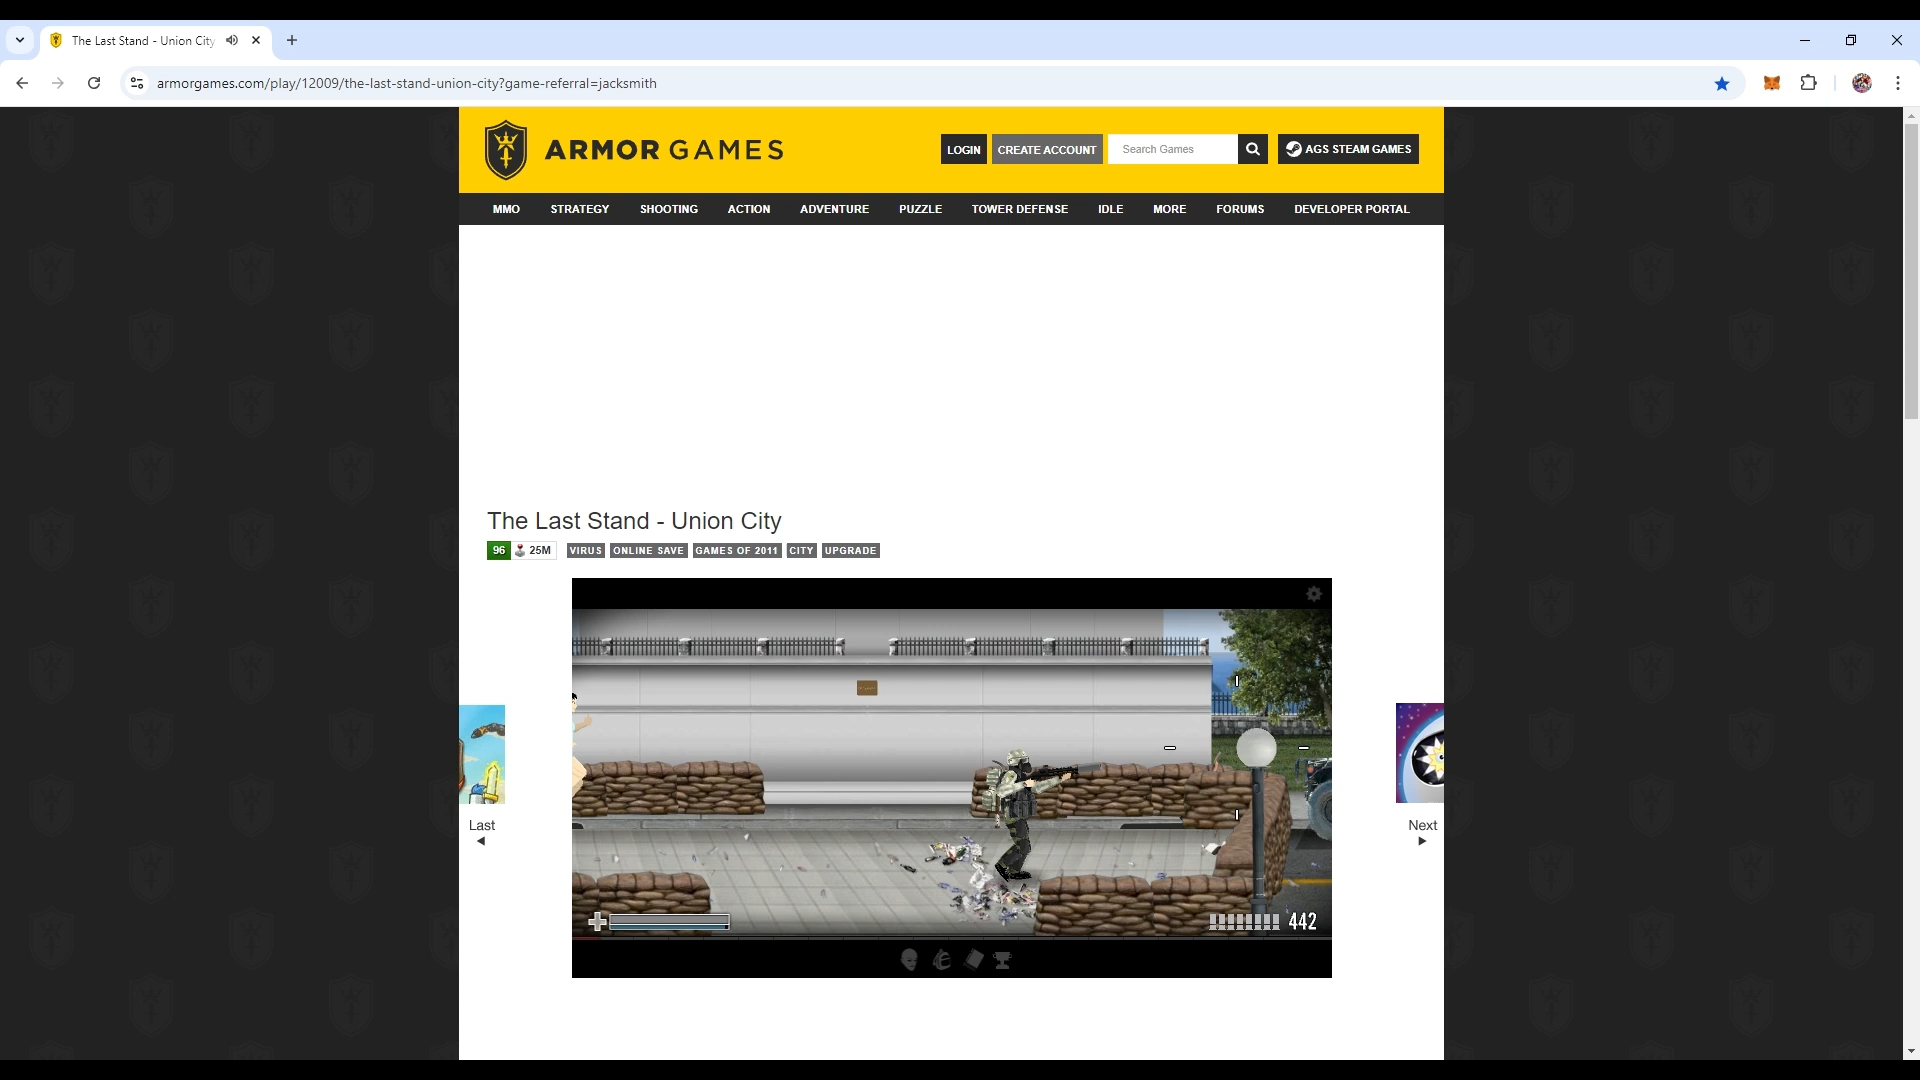 The Last Stand - Union City
armorgames.com/play/12009/the-last-stand-union-city?game-referral=jacksmith
ARMOR GAMES
LOGIN
CREATE ACCOUNT
Search Games
AGS STEAM GAMES
MMO STRATEGY SHOOTING ACTION ADVENTURE PUZZLE TOWER DEFENSE IDLE MORE FORUMS DEVELOPER PORTAL
The Last Stand - Union City
96 25M VIRUS ONLINE SAVE GAMES OF 2011 CITY UPGRADE
Last
Next
442